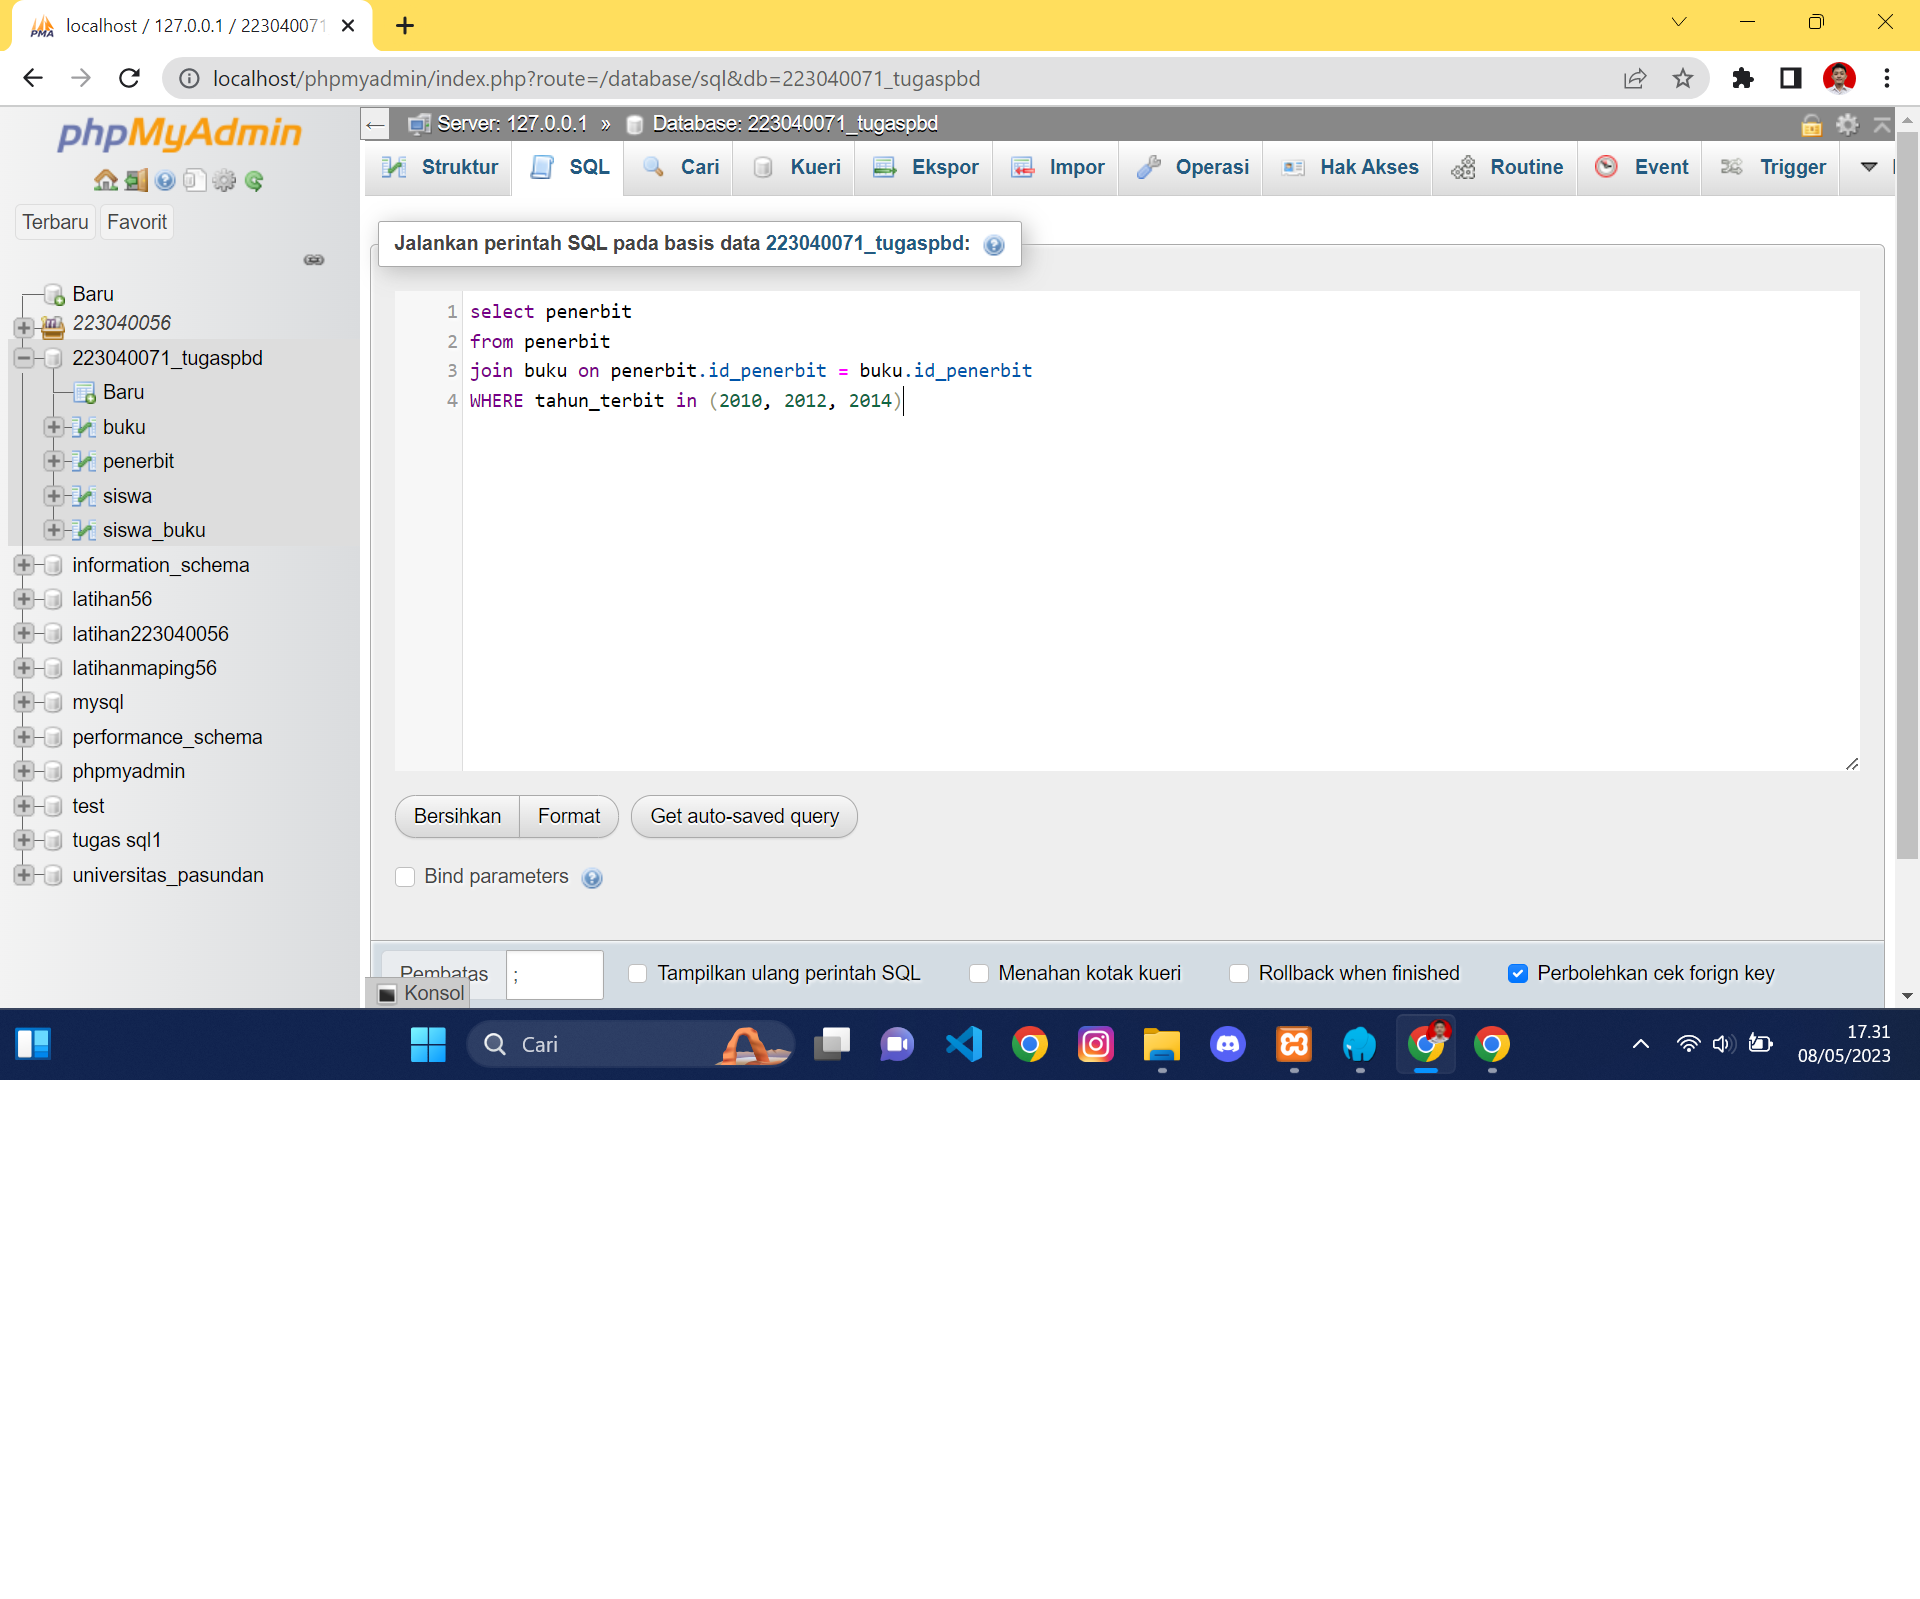 localhost / 127.0.0.1 / 223040071
localhost/phpmyadmin/index.php?route=/database/sql&db=223040071_tugaspbd
phpMyAdmin
Terbaru Favorit
Baru
223040056
223040071_tugaspbd
Baru
buku
penerbit
siswa
siswa_buku
information_schema
latihan56
latihan223040056
latihanmaping56
mysql
performance_schema
phpmyadmin
test
tugas sql1
universitas_pasundan
Server: 127.0.0.1 » Database: 223040071_tugaspbd
Struktur SQL Cari Kueri Ekspor Impor Operasi Hak Akses Routine Event Trigger
Jalankan perintah SQL pada basis data 223040071_tugaspbd:
1 select penerbit
2 from penerbit
3 join buku on penerbit.id_penerbit = buku.id_penerbit
4 WHERE tahun_terbit in (2010, 2012, 2014)
Bersihkan Format Get auto-saved query
Bind parameters
Pembatas ; Tampilkan ulang perintah SQL Menahan kotak kueri Rollback when finished Perbolehkan cek forign key
Konsol
Cari
17.31
08/05/2023